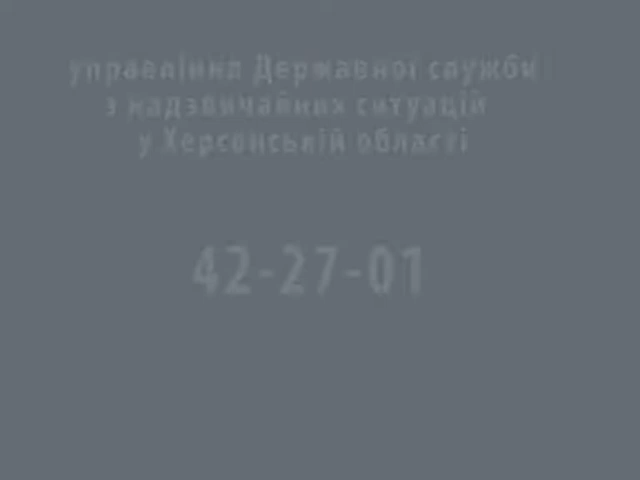 управління Державної служби
з надзвичайних ситуацій
у Херсонській області
42-27-01